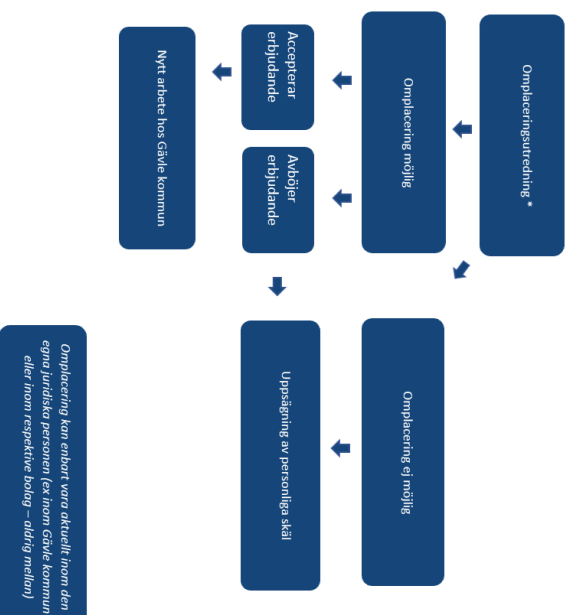 Omplaceringsutredning *
Omplacering möjlig
Omplacering ej möjlig
Accepterar
erbjudande
Avböjer
erbjudande
Uppsägning av personliga skäl
Nytt arbete hos Gävle kommun
Omplacering kan enbart vara aktuellt inom den
egna juridiska personen (ex inom Gävle kommun
eller inom respektive bolag – aldrig mellan)